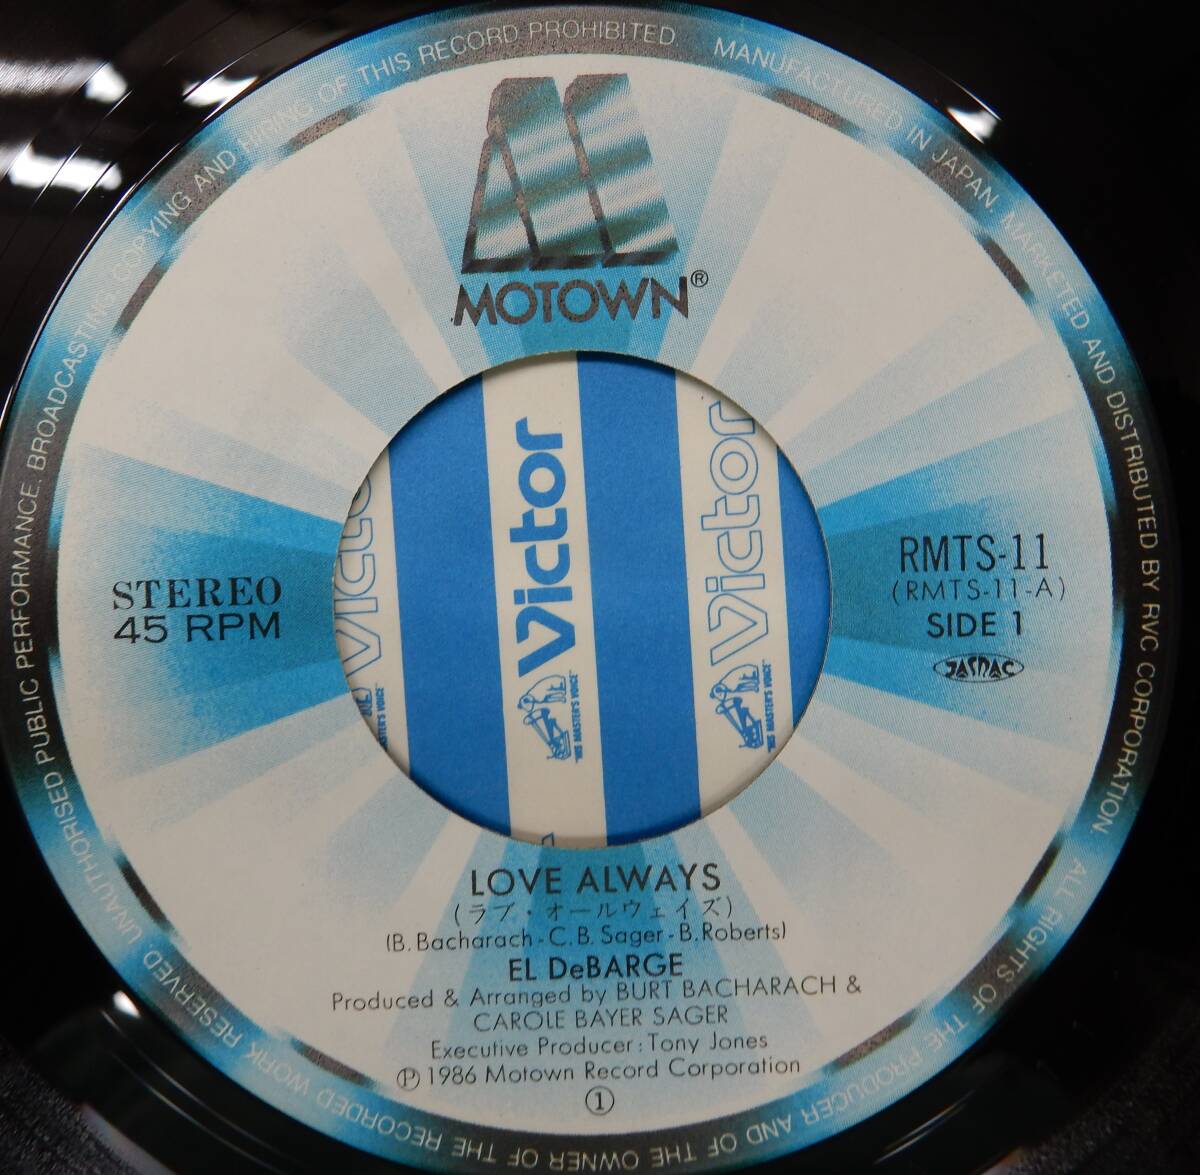 MOTOWN®
STEREO
45 RPM
RMTS-11
(RMTS-11-A)
SIDE 1
JASRAC
Victor
"HIS MASTER'S VOICE"
Victor
"HIS MASTER'S VOICE"
Victor
"HIS MASTER'S VOICE"
LOVE ALWAYS
(ラブ・オールウェイズ)
(B. Bacharach - C. B. Sager - B. Roberts)
EL DeBARGE
Produced & Arranged by BURT BACHARACH &
CAROLE BAYER SAGER
Executive Producer : Tony Jones
Ⓟ 1986 Motown Record Corporation
①
MANUFACTURED IN JAPAN. MARKETED AND DISTRIBUTED BY RVC CORPORATION. ALL RIGHTS OF THE PRODUCER AND OF THE OWNER OF THE RECORDED WORK RESERVED. UNAUTHORISED PUBLIC PERFORMANCE, BROADCASTING, COPYING AND HIRING OF THIS RECORD PROHIBITED.